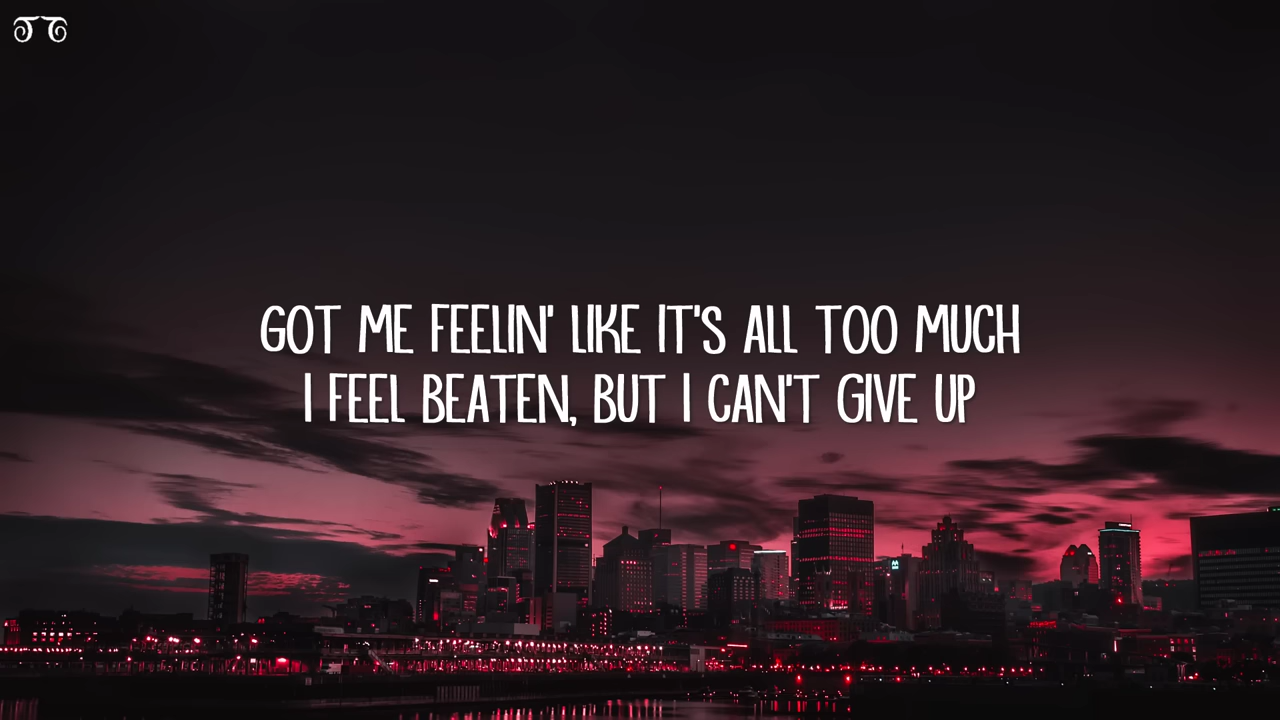 GOT ME FEELIN' LIKE IT'S ALL TOO MUCH
I FEEL BEATEN, BUT I CAN'T GIVE UP